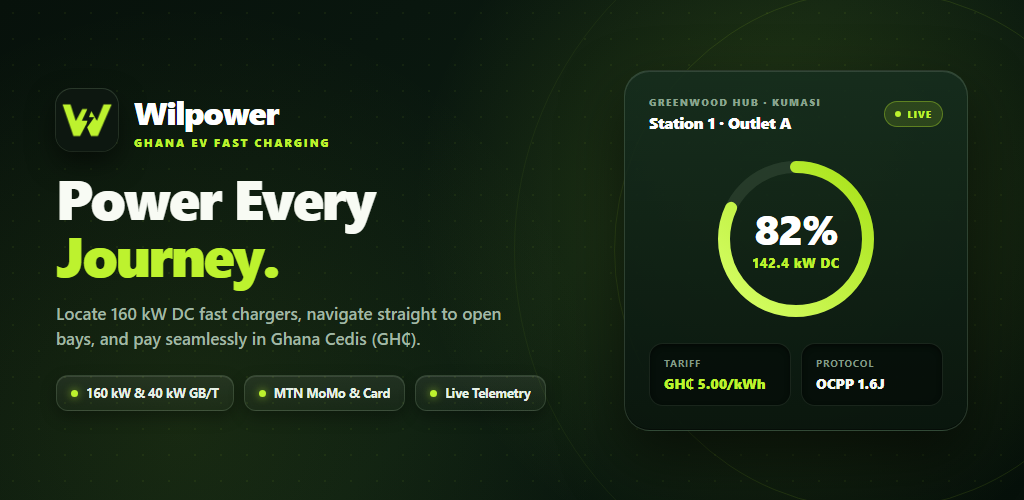 Wilpower
GHANA EV FAST CHARGING
Power Every
Journey.
Locate 160 kW DC fast chargers, navigate straight to open
bays, and pay seamlessly in Ghana Cedis (GH₵).
160 kW & 40 kW GB/T
MTN MoMo & Card
Live Telemetry
GREENWOOD HUB · KUMASI
Station 1 · Outlet A
LIVE
82%
142.4 kW DC
TARIFF
GH₵ 5.00/kWh
PROTOCOL
OCPP 1.6J